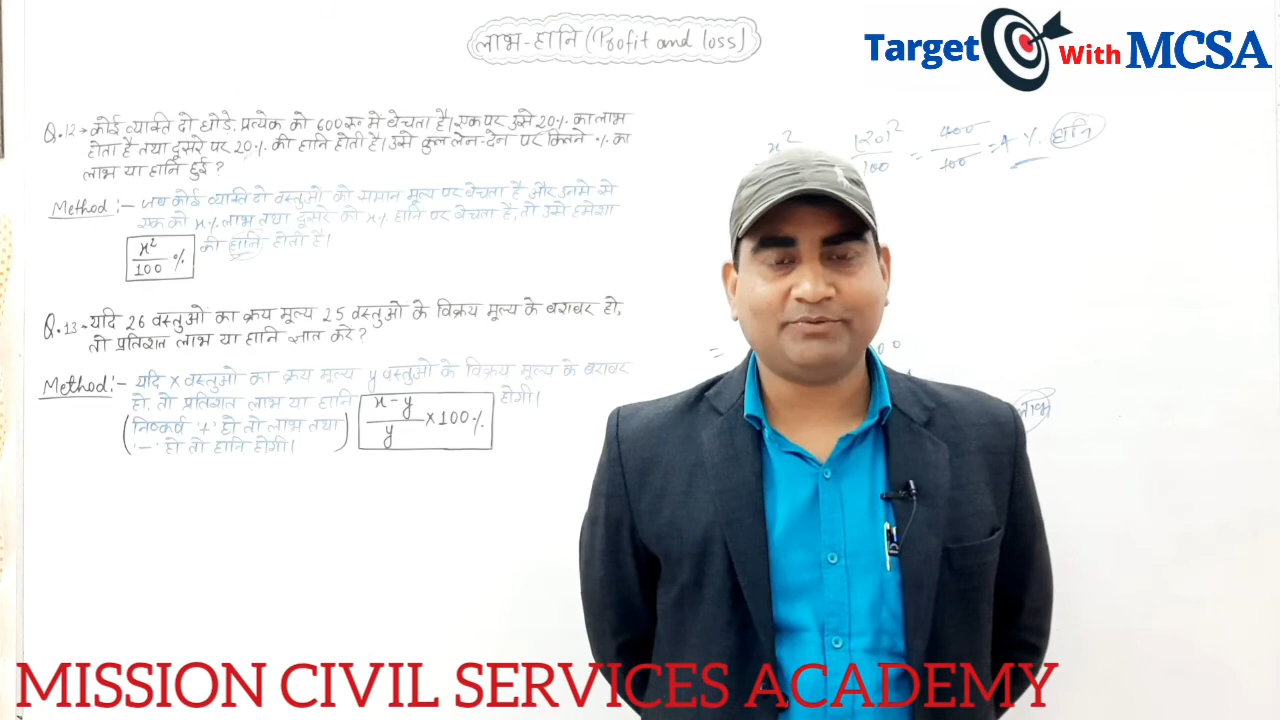 लाभ-हानि (Profit and loss)
Target With MCSA
Q.12→ कोई व्यक्ति दो घोडे, प्रत्येक को 600 रू० मे बेचता है। एक पर उसे 20% का लाभ
होता है तथा दूसरे पर 20% की हानि होती है। उसे कुल लेन-देन पर कितने % का
लाभ या हानि हुई ?
Method :- जब कोई व्यक्ति दो वस्तुओ को समान मूल्य पर बेचता है और उनमे से
एक को x% लाभ तथा दूसरे को x% हानि पर बेचता है, तो उसे हमेशा
x²/100 % की हानि होती है।
x² (20)²/100 = 400/100 = 4 % हानि
Q.13→ यदि 26 वस्तुओ का क्रय मूल्य 25 वस्तुओ के विक्रय मूल्य के बराबर हो,
तो प्रतिशत लाभ या हानि ज्ञात करे ?
Method :- यदि x वस्तुओ का क्रय मूल्य y वस्तुओ के विक्रय मूल्य के बराबर
हो, तो प्रतिशत लाभ या हानि x-y/y ×100% होगी।
(निष्कर्ष '+' हो तो लाभ तथा
'-' हो तो हानि होगी।)
=
लाभ
MISSION CIVIL SERVICES ACADEMY